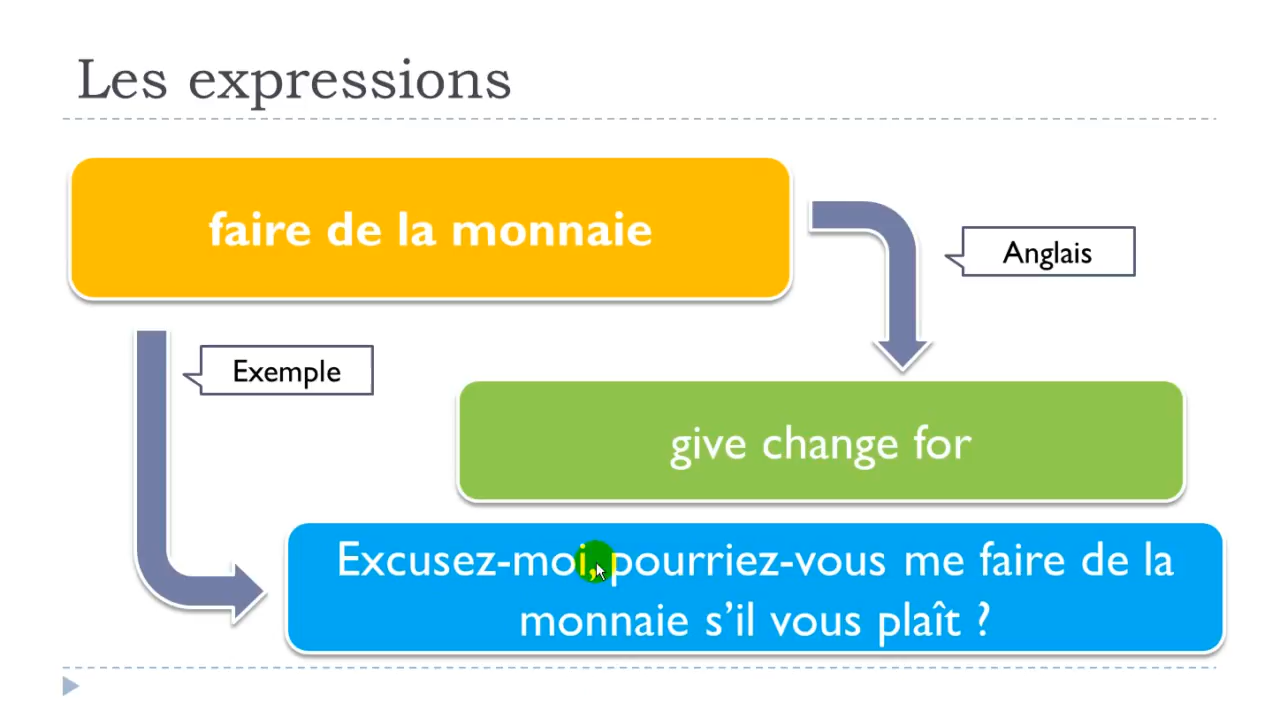 Les expressions
faire de la monnaie
Anglais
Exemple
give change for
Excusez-moi, pourriez-vous me faire de la
monnaie s’il vous plaît ?